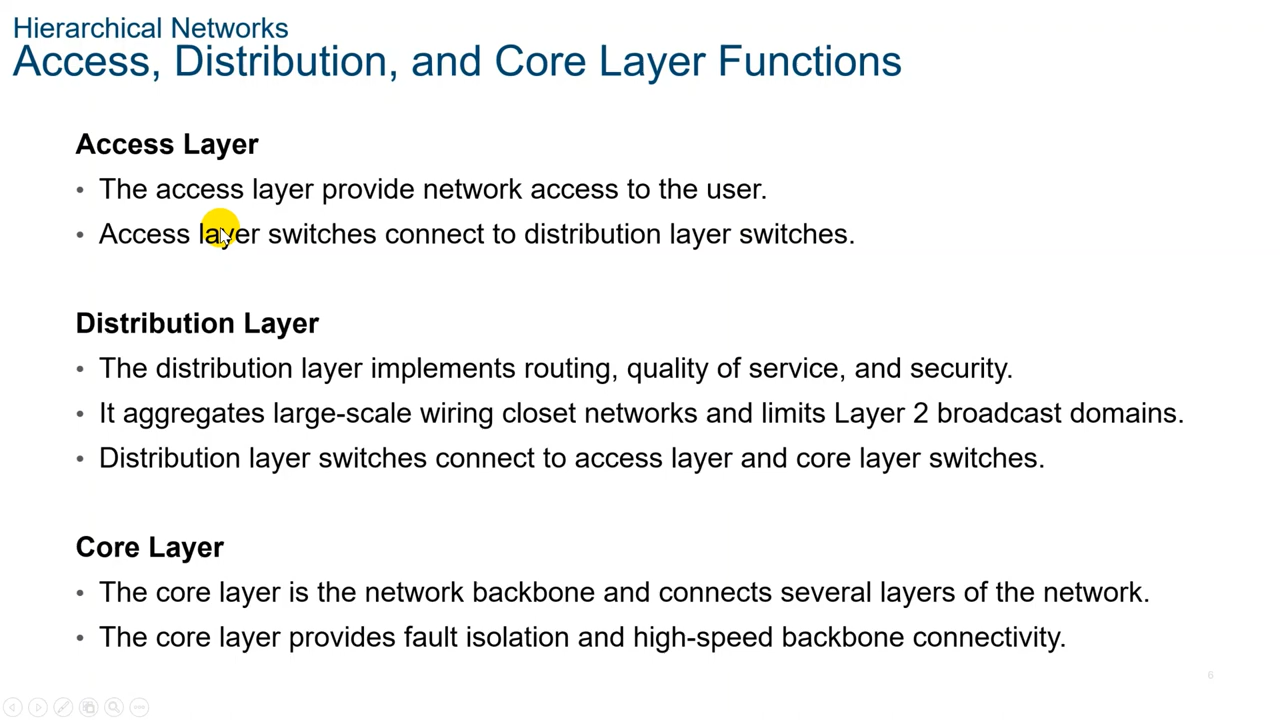 Hierarchical Networks
Access, Distribution, and Core Layer Functions
Access Layer
• The access layer provide network access to the user.
• Access layer switches connect to distribution layer switches.
Distribution Layer
• The distribution layer implements routing, quality of service, and security.
• It aggregates large-scale wiring closet networks and limits Layer 2 broadcast domains.
• Distribution layer switches connect to access layer and core layer switches.
Core Layer
• The core layer is the network backbone and connects several layers of the network.
• The core layer provides fault isolation and high-speed backbone connectivity.
6